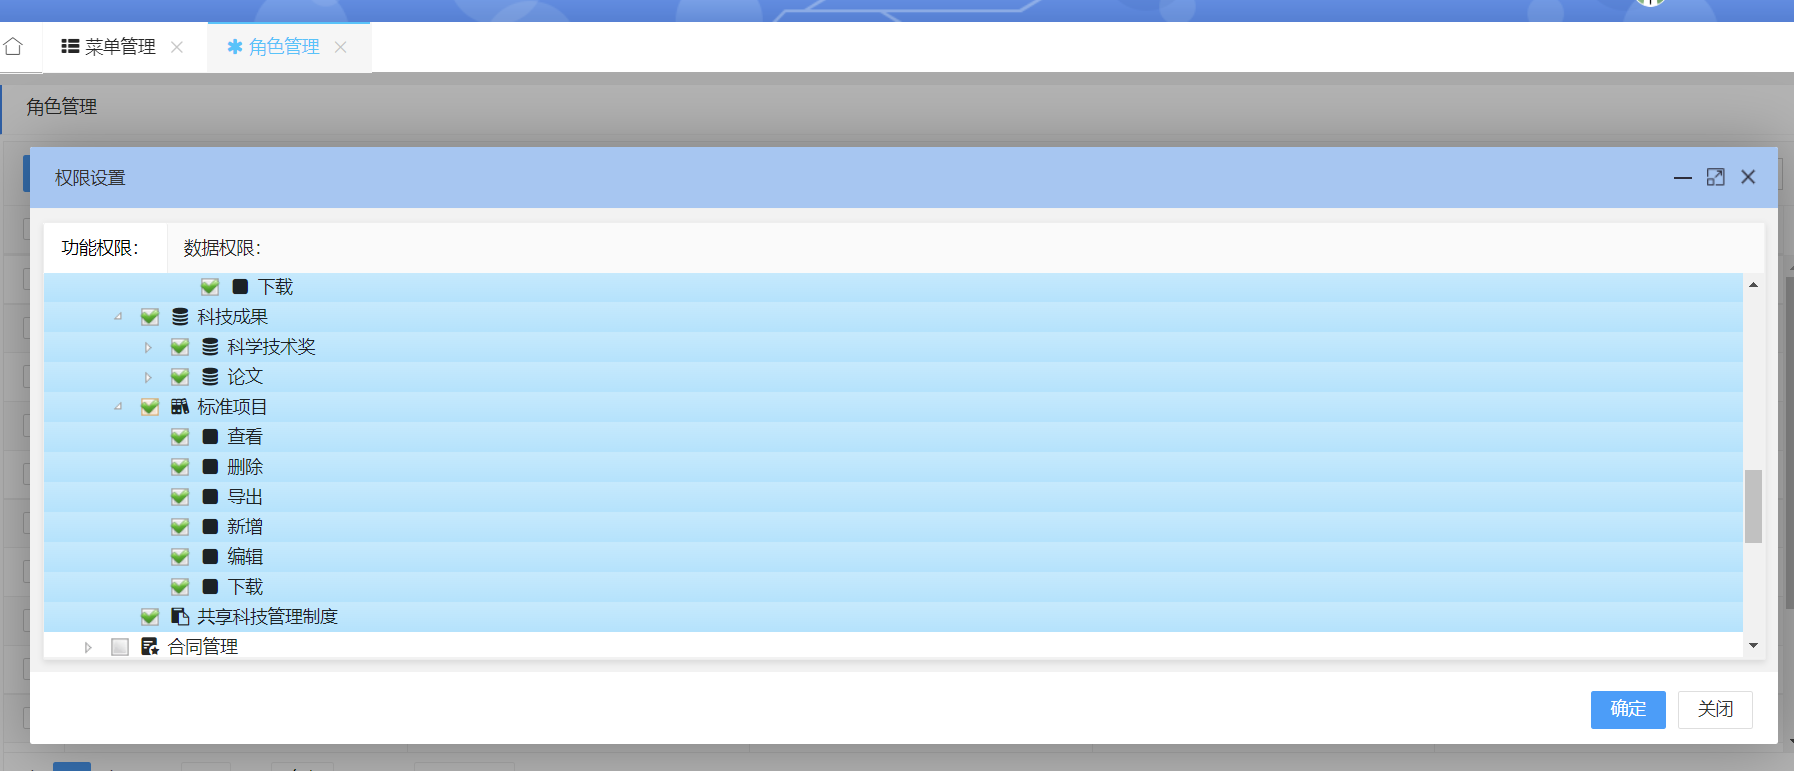 菜单管理
角色管理
角色管理
权限设置
功能权限：
数据权限：
下载
科技成果
科学技术奖
论文
标准项目
查看
删除
导出
新增
编辑
下载
共享科技管理制度
合同管理
确定
关闭